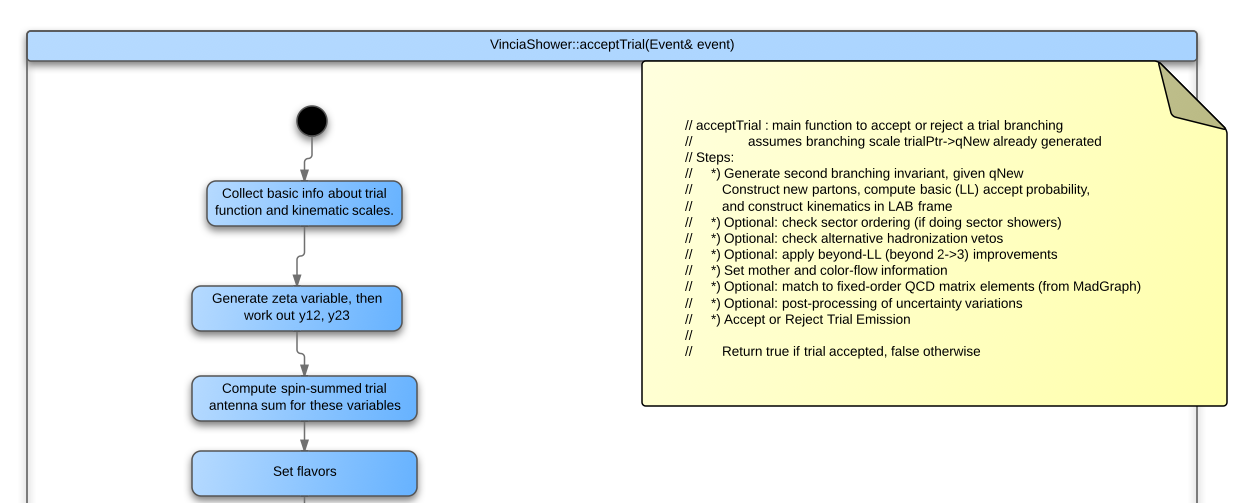 VinciaShower::acceptTrial(Event& event)
// acceptTrial : main function to accept or reject a trial branching
// assumes branching scale trialPtr->qNew already generated
// Steps:
// *) Generate second branching invariant, given qNew
// Construct new partons, compute basic (LL) accept probability,
// and construct kinematics in LAB frame
// *) Optional: check sector ordering (if doing sector showers)
// *) Optional: check alternative hadronization vetos
// *) Optional: apply beyond-LL (beyond 2->3) improvements
// *) Set mother and color-flow information
// *) Optional: match to fixed-order QCD matrix elements (from MadGraph)
// *) Optional: post-processing of uncertainty variations
// *) Accept or Reject Trial Emission
//
// Return true if trial accepted, false otherwise
Collect basic info about trial
function and kinematic scales.
Generate zeta variable, then
work out y12, y23
Compute spin-summed trial
antenna sum for these variables
Set flavors